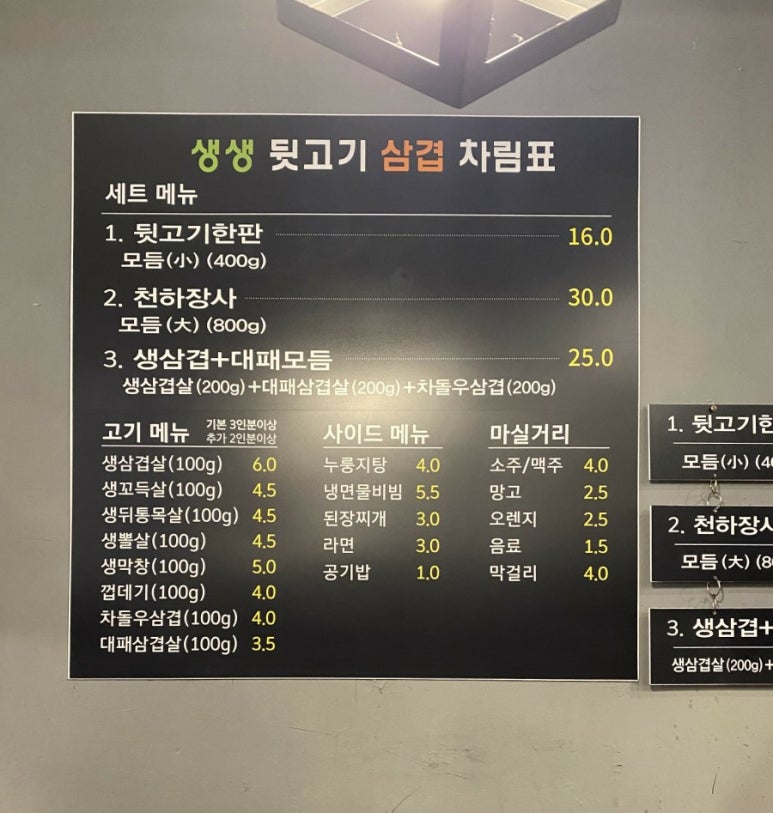 생생 뒷고기 삼겹 차림표
세트 메뉴
1. 뒷고기한판 16.0
모듬(小) (400g)
2. 천하장사 30.0
모듬(大) (800g)
3. 생삼겹+대패모듬 25.0
생삼겹살(200g)+대패삼겹살(200g)+차돌우삼겹(200g)
고기 메뉴 기본 3인분이상
추가 2인분이상
생삼겹살(100g) 6.0
생꼬득살(100g) 4.5
생뒤통목살(100g) 4.5
생뽈살(100g) 4.5
생막창(100g) 5.0
껍데기(100g) 4.0
차돌우삼겹(100g) 4.0
대패삼겹살(100g) 3.5
사이드 메뉴
누룽지탕 4.0
냉면물비빔 5.5
된장찌개 3.0
라면 3.0
공기밥 1.0
마실거리
소주/맥주 4.0
망고 2.5
오렌지 2.5
음료 1.5
막걸리 4.0
1. 뒷고기한
모듬(小) (40
2. 천하장사
모듬(大) (80
3. 생삼겹+
생삼겹살(200g)+